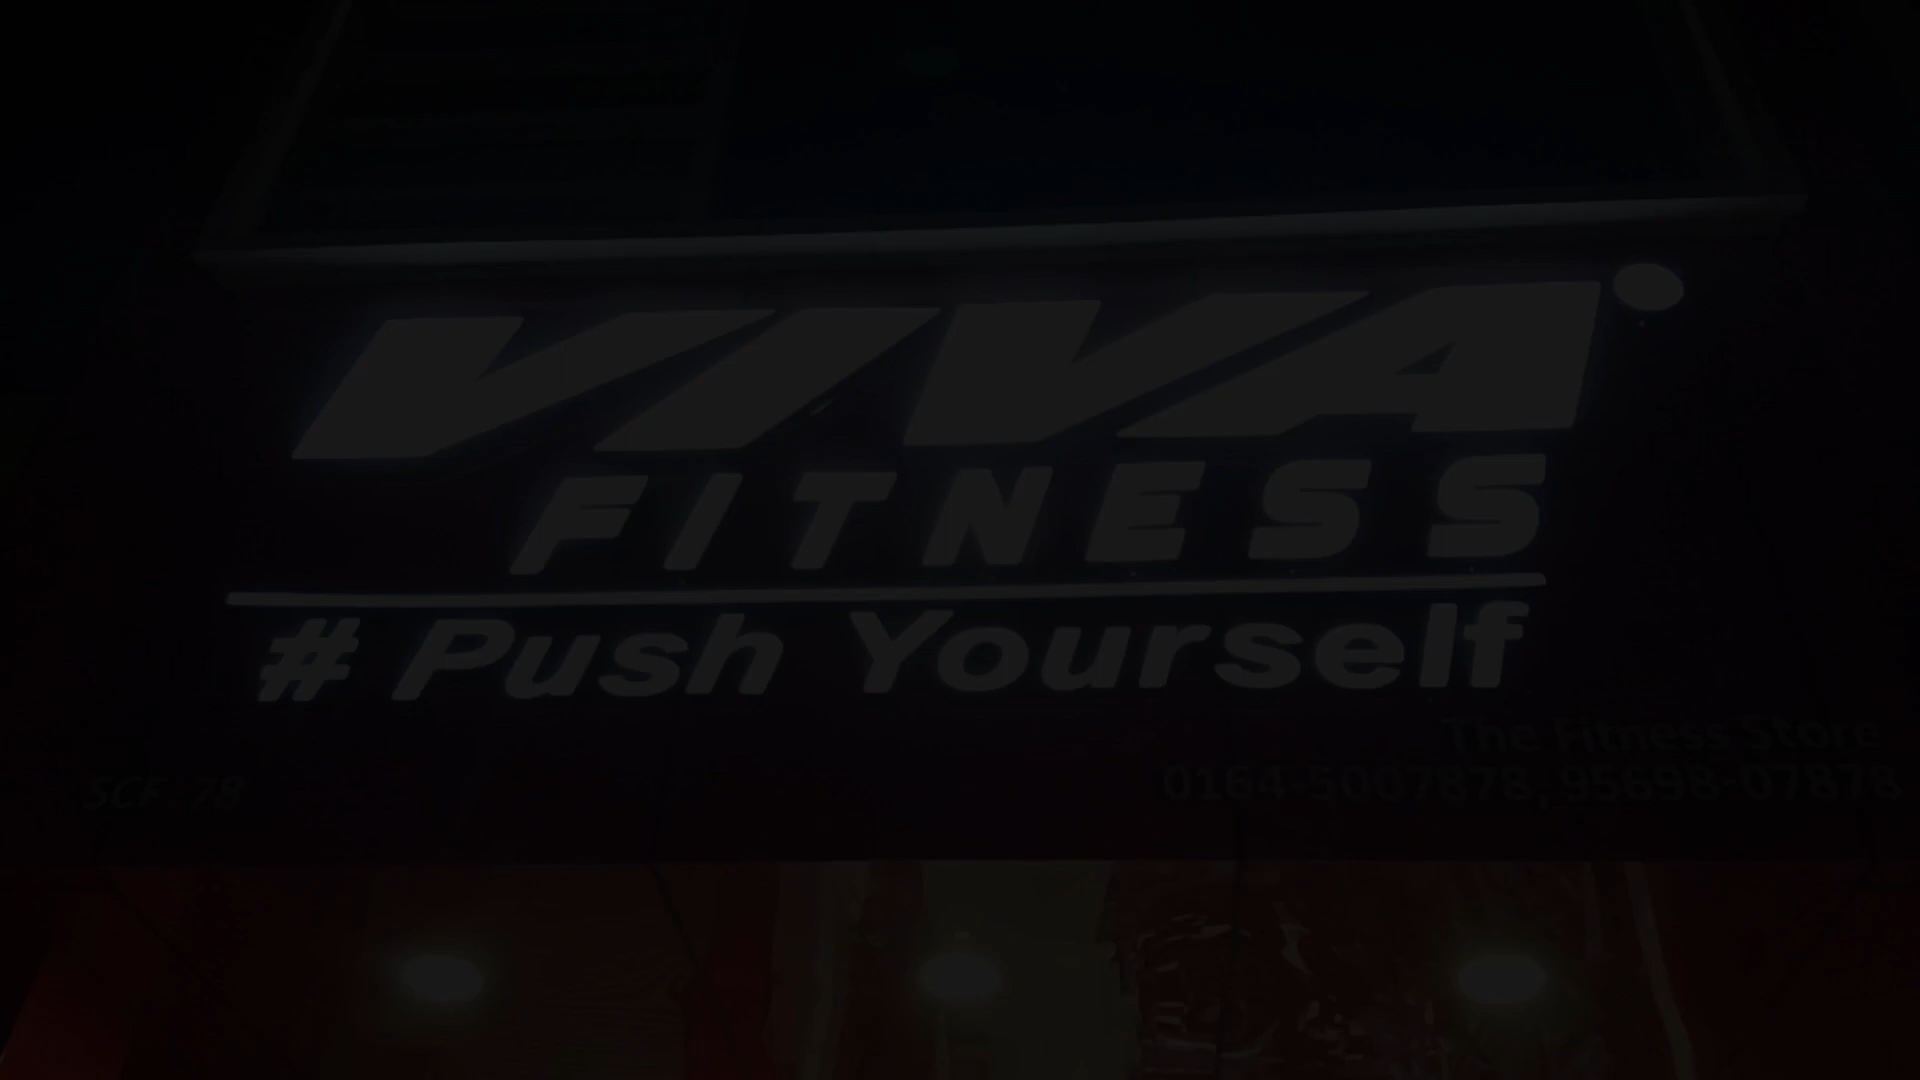 VIVA
FITNESS
# Push Yourself
The Fitness Store
SCF 78
0164-5007878, 95698-07878